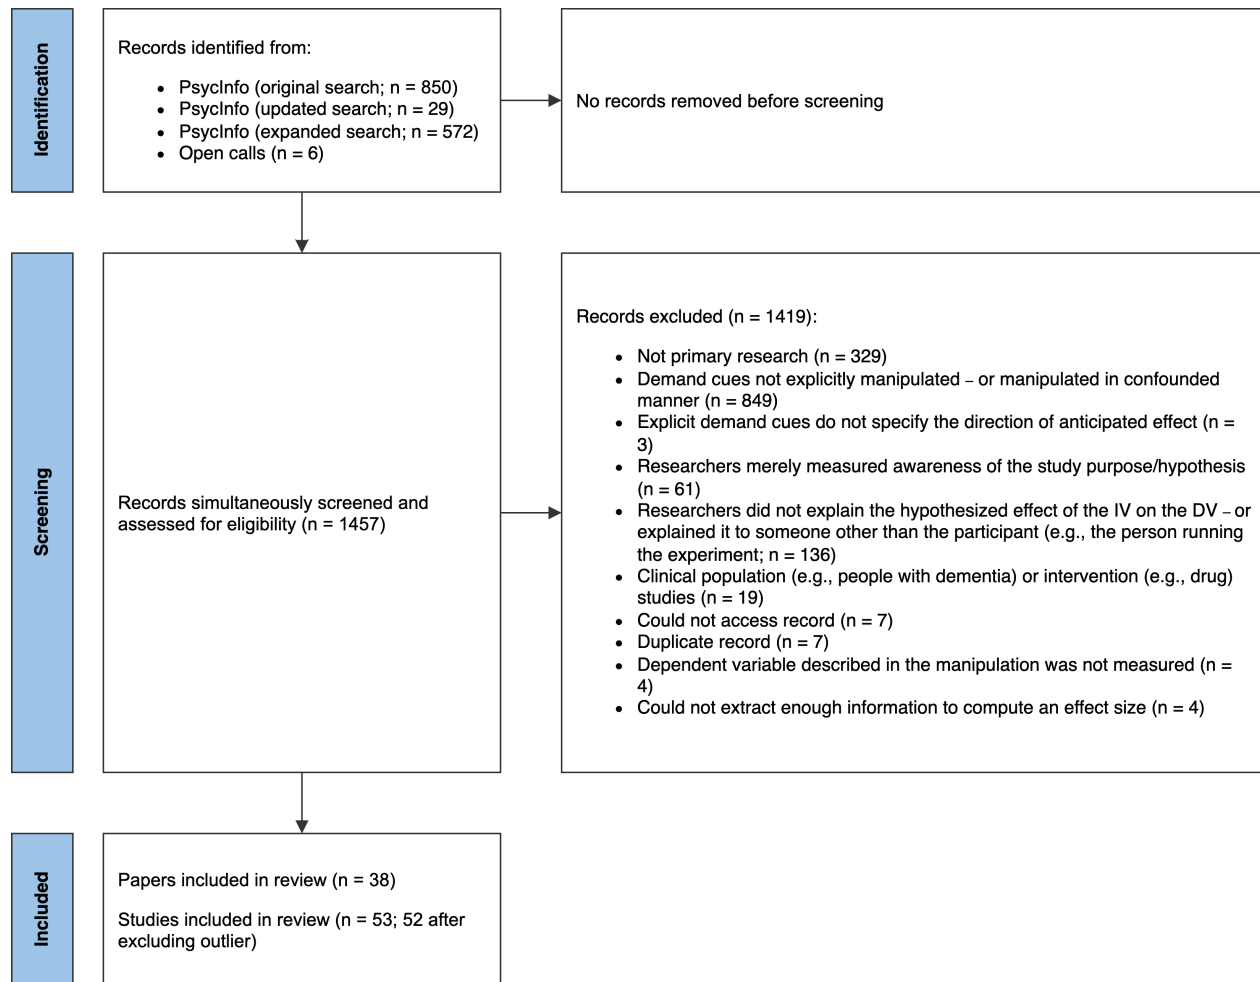 Identification
Records identified from:
• PsycInfo (original search; n = 850)
• PsycInfo (updated search; n = 29)
• PsycInfo (expanded search; n = 572)
• Open calls (n = 6)
No records removed before screening
Screening
Records simultaneously screened and
assessed for eligibility (n = 1457)
Records excluded (n = 1419):
• Not primary research (n = 329)
• Demand cues not explicitly manipulated – or manipulated in confounded
manner (n = 849)
• Explicit demand cues do not specify the direction of anticipated effect (n =
3)
• Researchers merely measured awareness of the study purpose/hypothesis
(n = 61)
• Researchers did not explain the hypothesized effect of the IV on the DV – or
explained it to someone other than the participant (e.g., the person running
the experiment; n = 136)
• Clinical population (e.g., people with dementia) or intervention (e.g., drug)
studies (n = 19)
• Could not access record (n = 7)
• Duplicate record (n = 7)
• Dependent variable described in the manipulation was not measured (n =
4)
• Could not extract enough information to compute an effect size (n = 4)
Included
Papers included in review (n = 38)
Studies included in review (n = 53; 52 after
excluding outlier)